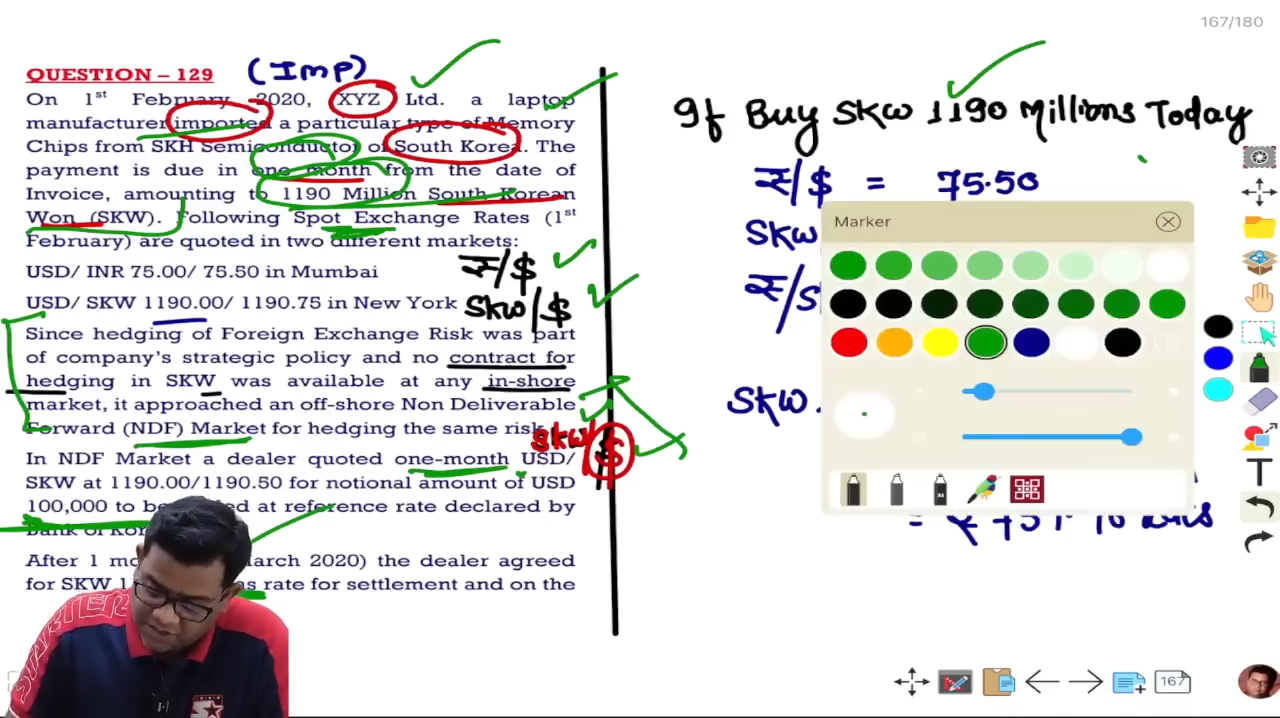 167/180
QUESTION – 129 (Imp)
On 1st February 2020, XYZ Ltd. a laptop
manufacturer imported a particular type of Memory
Chips from SKH Semiconductor of South Korea. The
payment is due in one month from the date of
Invoice, amounting to 1190 Million South Korean
Won (SKW). Following Spot Exchange Rates (1st
February) are quoted in two different markets:
USD/ INR 75.00/ 75.50 in Mumbai
₹/$
USD/ SKW 1190.00/ 1190.75 in New York
SKW/$
Since hedging of Foreign Exchange Risk was part
of company's strategic policy and no contract for
hedging in SKW was available at any in-shore
market, it approached an off-shore Non Deliverable
Forward (NDF) Market for hedging the same risk.
SKW/$
In NDF Market a dealer quoted one-month USD/
SKW at 1190.00/1190.50 for notional amount of USD
100,000 to be at reference rate declared by
Bank of
After 1 March 2020) the dealer agreed
for SKW rate for settlement and on the
If Buy SKW 1190 Millions Today
₹/$ = 75.50
SKW
₹/S
SKW
Marker
167